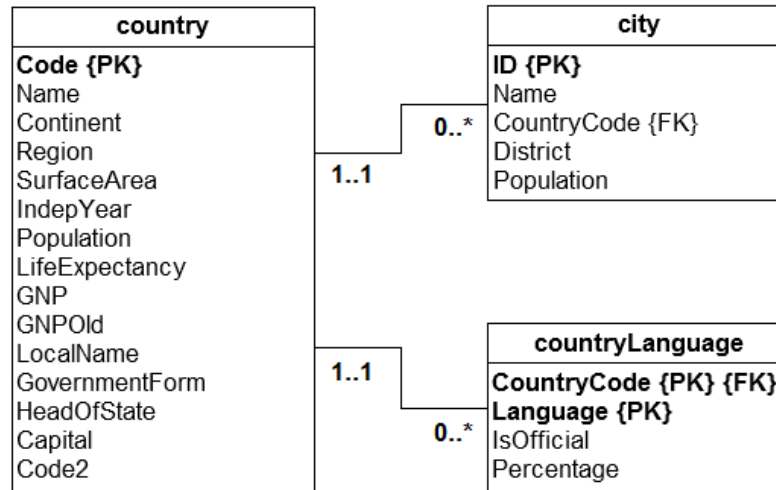 country
Code {PK}
Name
Continent
Region
SurfaceArea
IndepYear
Population
LifeExpectancy
GNP
GNPOld
LocalName
GovernmentForm
HeadOfState
Capital
Code2
1..1
0..*
city
ID {PK}
Name
CountryCode {FK}
District
Population
1..1
0..*
countryLanguage
CountryCode {PK} {FK}
Language {PK}
IsOfficial
Percentage